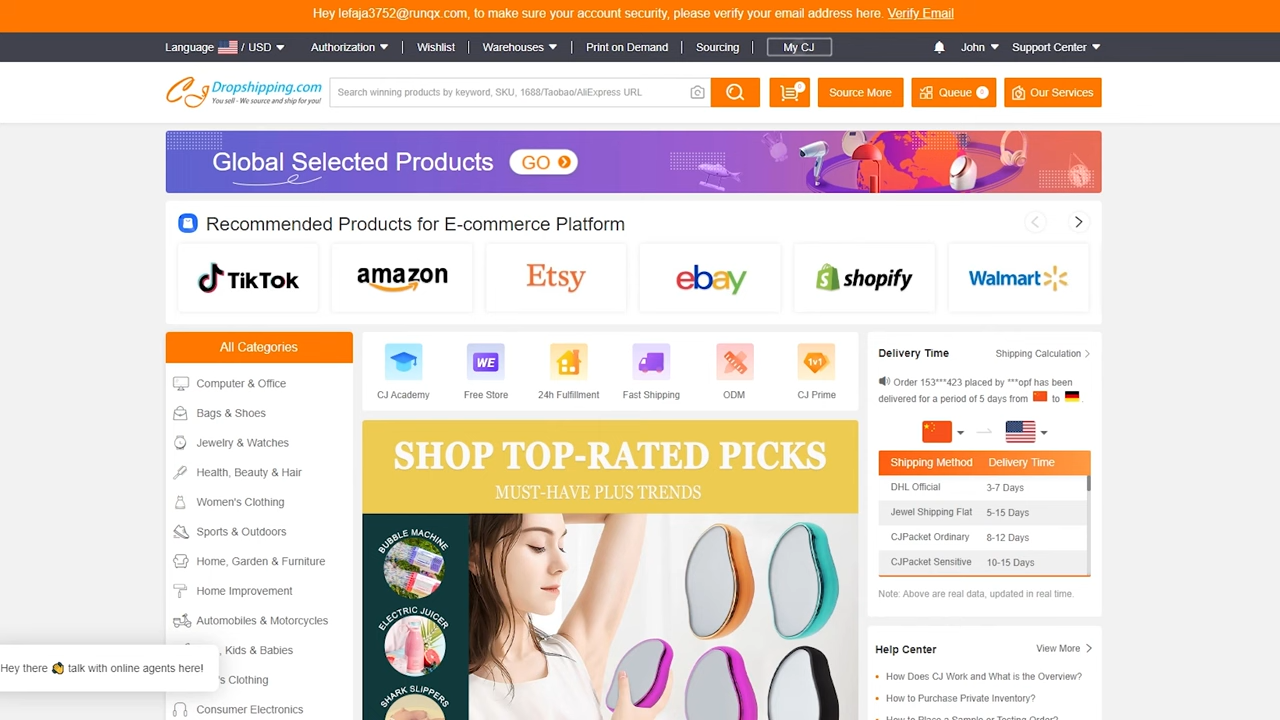 Hey lefaja3752@runqx.com, to make sure your account security, please verify your email address here. Verify Email
Language / USD
Authorization
Wishlist
Warehouses
Print on Demand
Sourcing
My CJ
John
Support Center
CJ Dropshipping.com
You sell - We source and ship for you!
Search winning products by keyword, SKU, 1688/Taobao/AliExpress URL
0
Source More
Queue 0
Our Services
Global Selected Products GO
Recommended Products for E-commerce Platform
TikTok
amazon
Etsy
ebay
shopify
Walmart
All Categories
Computer & Office
Bags & Shoes
Jewelry & Watches
Health, Beauty & Hair
Women's Clothing
Sports & Outdoors
Home, Garden & Furniture
Home Improvement
Automobiles & Motorcycles
, Kids & Babies
's Clothing
Consumer Electronics
Hey there talk with online agents here!
CJ Academy
WE
Free Store
24h Fulfillment
Fast Shipping
ODM
1v1
CJ Prime
SHOP TOP-RATED PICKS
MUST-HAVE PLUS TRENDS
BUBBLE MACHINE
ELECTRIC JUICER
SHARK SLIPPERS
Delivery Time
Shipping Calculation
Order 153***423 placed by ***opf has been
delivered for a period of 5 days from to .
Shipping Method Delivery Time
DHL Official 3-7 Days
Jewel Shipping Flat 5-15 Days
CJPacket Ordinary 8-12 Days
CJPacket Sensitive 10-15 Days
Note: Above are real data, updated in real time.
Help Center
View More
How Does CJ Work and What is the Overview?
How to Purchase Private Inventory?
How to Place a Sample or Testing Order?